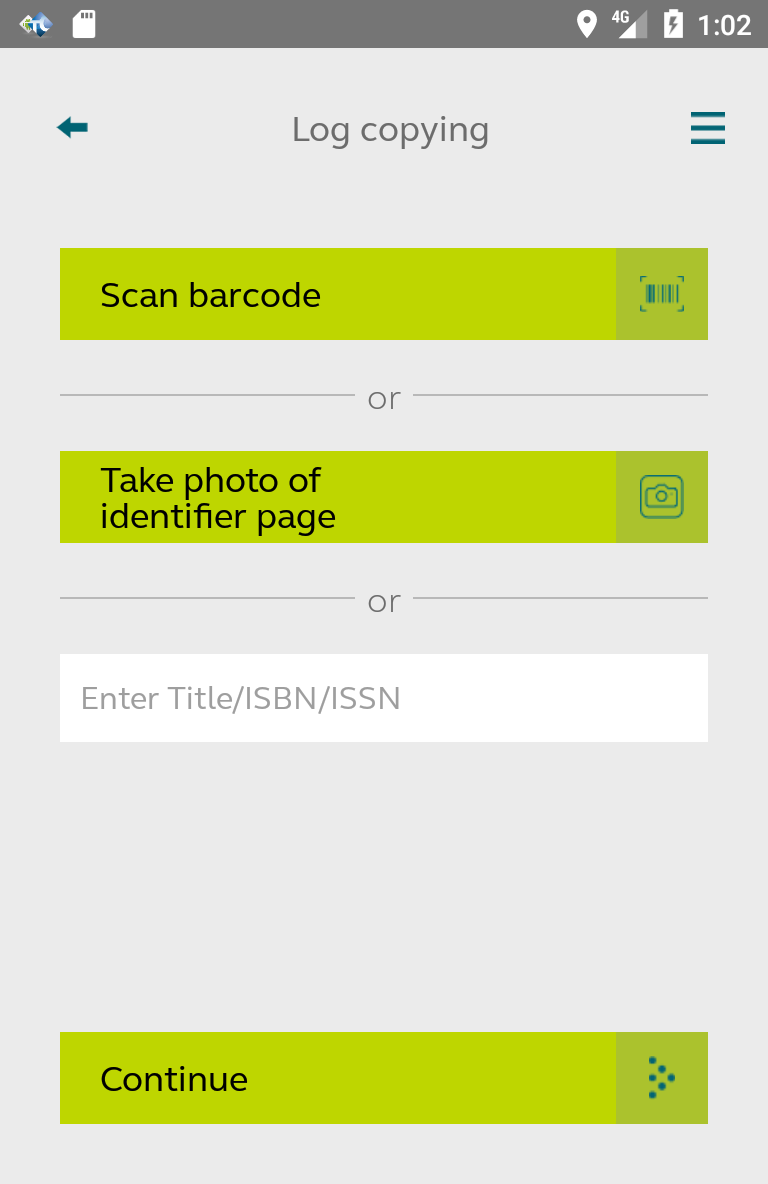 4G
1:02
Log copying
Scan barcode
or
Take photo of
identifier page
or
Enter Title/ISBN/ISSN
Continue